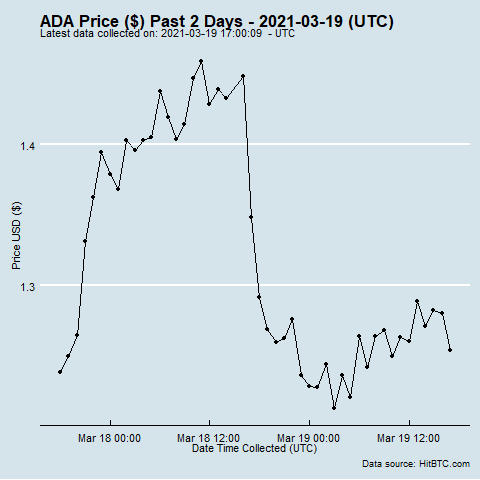 ADA Price ($) Past 2 Days - 2021-03-19 (UTC)
Latest data collected on: 2021-03-19 17:00:09 - UTC
Price USD ($)
1.4
1.3
Mar 18 00:00 Mar 18 12:00 Mar 19 00:00 Mar 19 12:00
Date Time Collected (UTC)
Data source: HitBTC.com